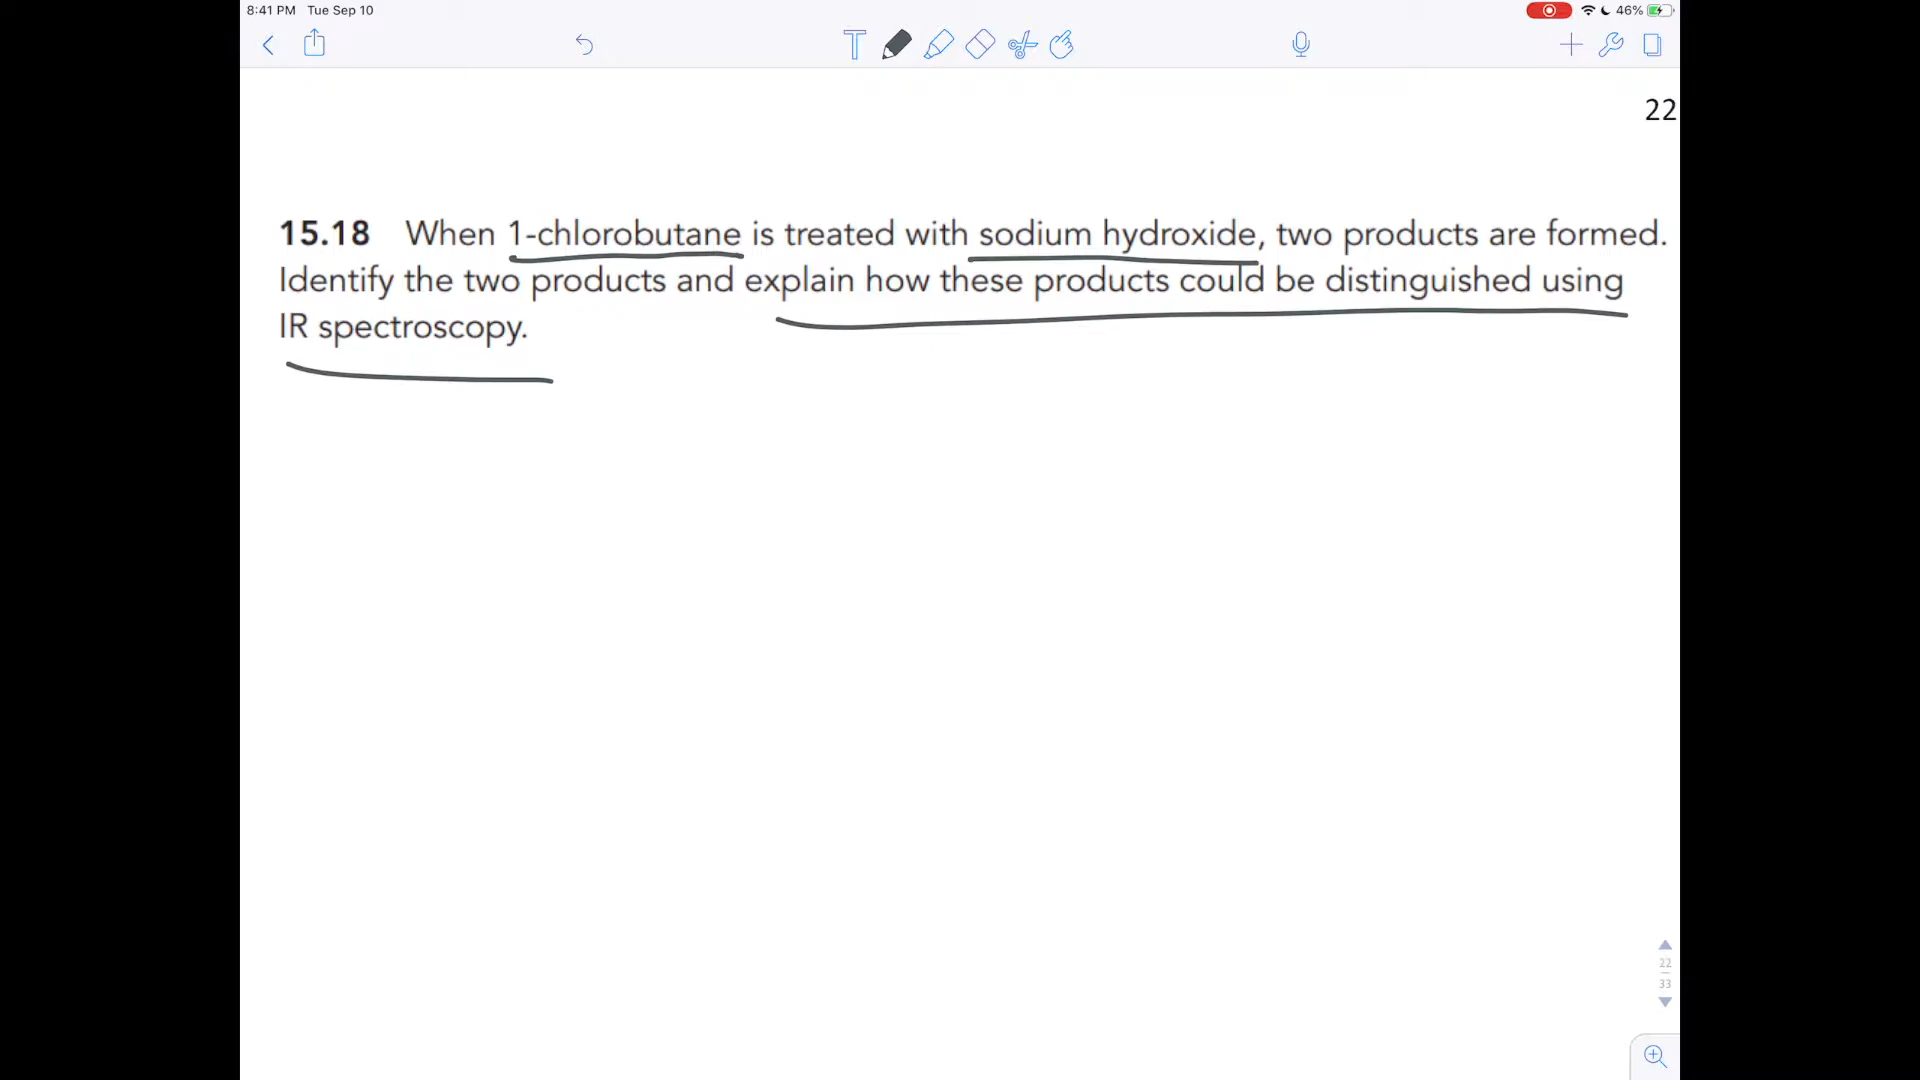 8:41 PM Tue Sep 10
46%
T
22
15.18 When 1-chlorobutane is treated with sodium hydroxide, two products are formed.
Identify the two products and explain how these products could be distinguished using
IR spectroscopy.
22
33